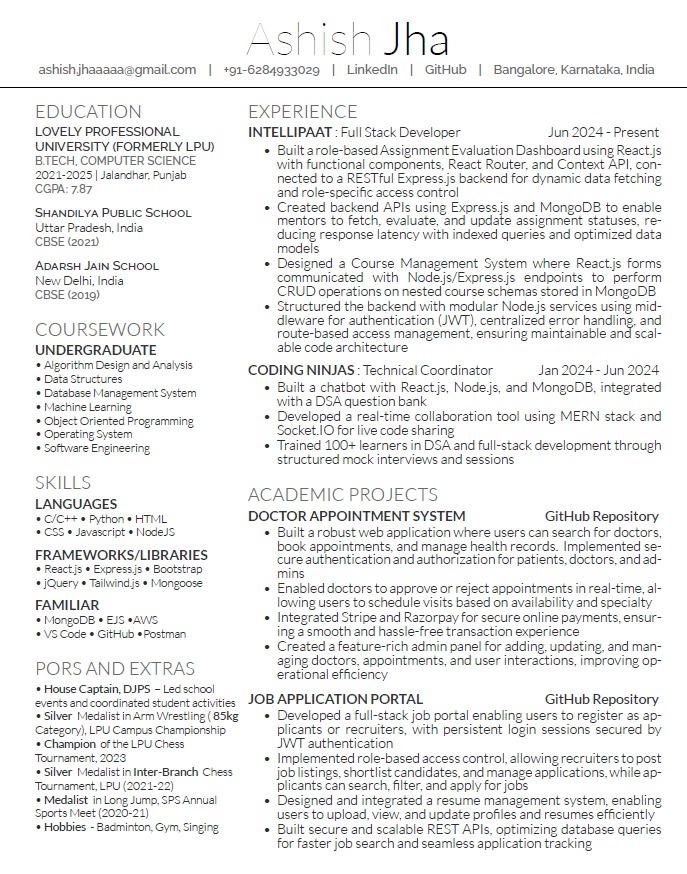 Ashish Jha
ashish.jhaaaaa@gmail.com | +91-6284933029 | LinkedIn | GitHub | Bangalore, Karnataka, India
EDUCATION
LOVELY PROFESSIONAL
UNIVERSITY (FORMERLY LPU)
B.TECH, COMPUTER SCIENCE
2021-2025 | Jalandhar, Punjab
CGPA: 7.87
Shandilya Public School
Uttar Pradesh, India
CBSE (2021)
Adarsh Jain School
New Delhi, India
CBSE (2019)
COURSEWORK
UNDERGRADUATE
• Algorithm Design and Analysis
• Data Structures
• Database Management System
• Machine Learning
• Object Oriented Programming
• Operating System
• Software Engineering
SKILLS
LANGUAGES
• C/C++ • Python • HTML
• CSS • Javascript • NodeJS
FRAMEWORKS/LIBRARIES
• React.js • Express.js • Bootstrap
• jQuery • Tailwind.js • Mongoose
FAMILIAR
• MongoDB • EJS •AWS
• VS Code • GitHub •Postman
PORS AND EXTRAS
• House Captain, DJPS – Led school
events and coordinated student activities
• Silver Medalist in Arm Wrestling ( 85kg
Category), LPU Campus Championship
• Champion of the LPU Chess
Tournament, 2023
• Silver Medalist in Inter-Branch Chess
Tournament, LPU (2021-22)
• Medalist in Long Jump, SPS Annual
Sports Meet (2020-21)
• Hobbies - Badminton, Gym, Singing
EXPERIENCE
INTELLIPAAT : Full Stack Developer Jun 2024 - Present
• Built a role-based Assignment Evaluation Dashboard using React.js
with functional components, React Router, and Context API, con-
nected to a RESTful Express.js backend for dynamic data fetching
and role-specific access control
• Created backend APIs using Express.js and MongoDB to enable
mentors to fetch, evaluate, and update assignment statuses, re-
ducing response latency with indexed queries and optimized data
models
• Designed a Course Management System where React.js forms
communicated with Node.js/Express.js endpoints to perform
CRUD operations on nested course schemas stored in MongoDB
• Structured the backend with modular Node.js services using mid-
dleware for authentication (JWT), centralized error handling, and
route-based access management, ensuring maintainable and scal-
able code architecture
CODING NINJAS : Technical Coordinator Jan 2024 - Jun 2024
• Built a chatbot with React.js, Node.js, and MongoDB, integrated
with a DSA question bank
• Developed a real-time collaboration tool using MERN stack and
Socket.IO for live code sharing
• Trained 100+ learners in DSA and full-stack development through
structured mock interviews and sessions
ACADEMIC PROJECTS
DOCTOR APPOINTMENT SYSTEM GitHub Repository
• Built a robust web application where users can search for doctors,
book appointments, and manage health records. Implemented se-
cure authentication and authorization for patients, doctors, and ad-
mins
• Enabled doctors to approve or reject appointments in real-time, al-
lowing users to schedule visits based on availability and specialty
• Integrated Stripe and Razorpay for secure online payments, ensur-
ing a smooth and hassle-free transaction experience
• Created a feature-rich admin panel for adding, updating, and man-
aging doctors, appointments, and user interactions, improving op-
erational efficiency
JOB APPLICATION PORTAL GitHub Repository
• Developed a full-stack job portal enabling users to register as ap-
plicants or recruiters, with persistent login sessions secured by
JWT authentication
• Implemented role-based access control, allowing recruiters to post
job listings, shortlist candidates, and manage applications, while ap-
plicants can search, filter, and apply for jobs
• Designed and integrated a resume management system, enabling
users to upload, view, and update profiles and resumes efficiently
• Built secure and scalable REST APIs, optimizing database queries
for faster job search and seamless application tracking